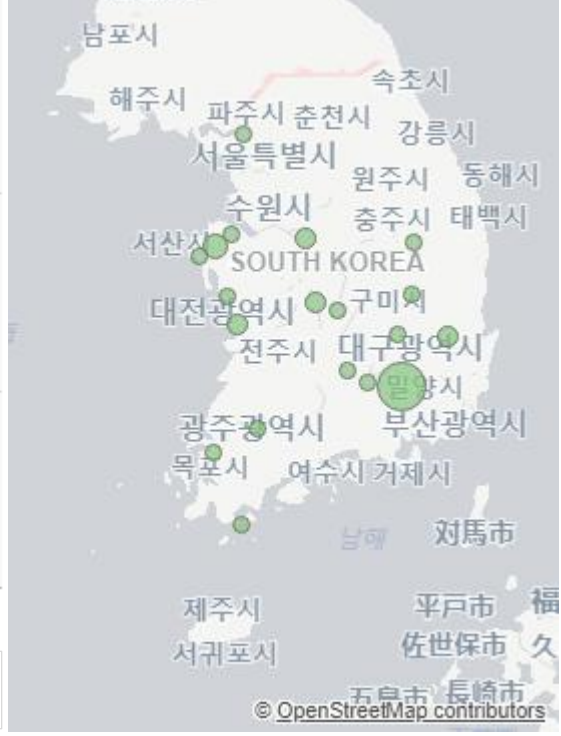 남포시
속초시
해주시
파주시 춘천시
강릉시
서울특별시
원주시 동해시
수원시
충주시 태백시
서산시
SOUTH KOREA
대전광역시 구미시
전주시 대구광역시
밀양시
광주광역시 부산광역시
목포시 여수시 거제시
남해 対馬市
제주시 平戸市 福
서귀포시 佐世保市 久
五島市 長崎市
© OpenStreetMap contributors